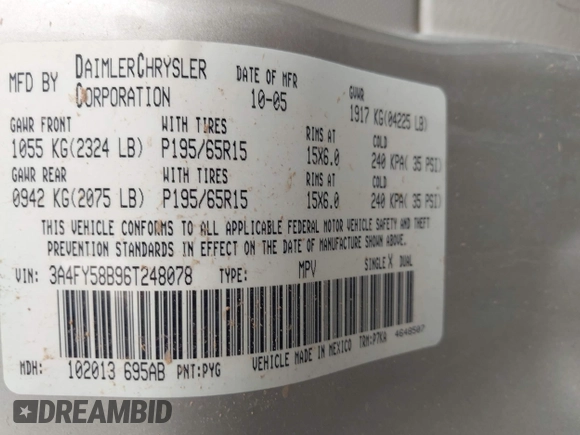 MFD BY DAIMLERCHRYSLER CORPORATION
DATE OF MFR 10-05
GVWR 1917 KG(04225 LB)
GAWR FRONT WITH TIRES RIMS AT COLD
1055 KG(2324 LB) P195/65R15 15X6.0 240 KPA( 35 PSI)
GAWR REAR WITH TIRES RIMS AT COLD
0942 KG(2075 LB) P195/65R15 15X6.0 240 KPA( 35 PSI)
THIS VEHICLE CONFORMS TO ALL APPLICABLE FEDERAL MOTOR VEHICLE SAFETY AND THEFT
PREVENTION STANDARDS IN EFFECT ON THE DATE OF MANUFACTURE SHOWN ABOVE.
VIN: 3A4FY58B96T248078 TYPE: MPV SINGLE X DUAL
MDH: 102013 695AB PNT:PYG VEHICLE MADE IN MEXICO TRM:P7KA 4648507
DREAMBID